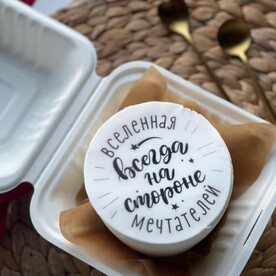 вселенная
всегда
на
стороне
мечтателей